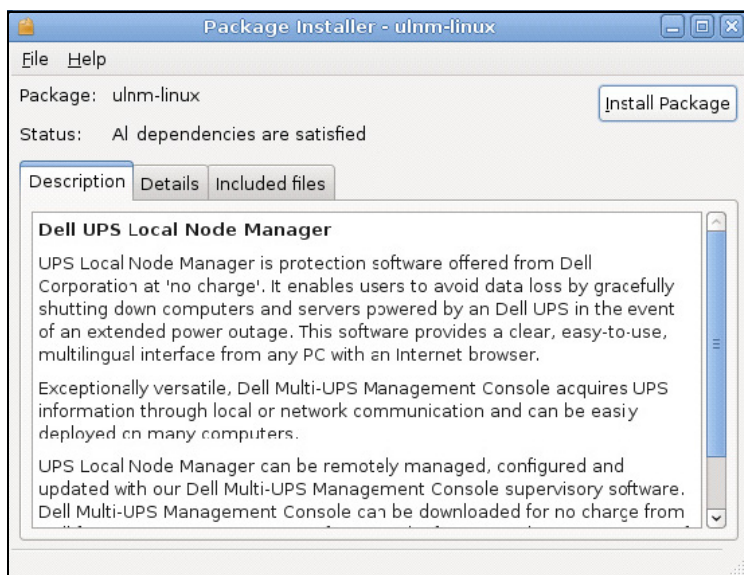 Package Installer - ulnm-linux
File Help
Package: ulnm-linux
Install Package
Status: Al dependencies are satisfied
Description Details Included files
Dell UPS Local Node Manager
UPS Local Node Manager is protection software offered from Dell
Corporation at 'no charge'. It enables users to avoid data loss by gracefully
shutting down computers and servers powered by an Dell UPS in the event
of an extended power outage. This software provides a clear, easy-to-use,
multilingual interface from any PC with an Internet browser.
Exceptionally versatile, Dell Multi-UPS Management Console acquires UPS
information through local or network communication and can be easily
deployed on many computers.
UPS Local Node Manager can be remotely managed, configured and
updated with our Dell Multi-UPS Management Console supervisory software.
Dell Multi-UPS Management Console can be downloaded for no charge from